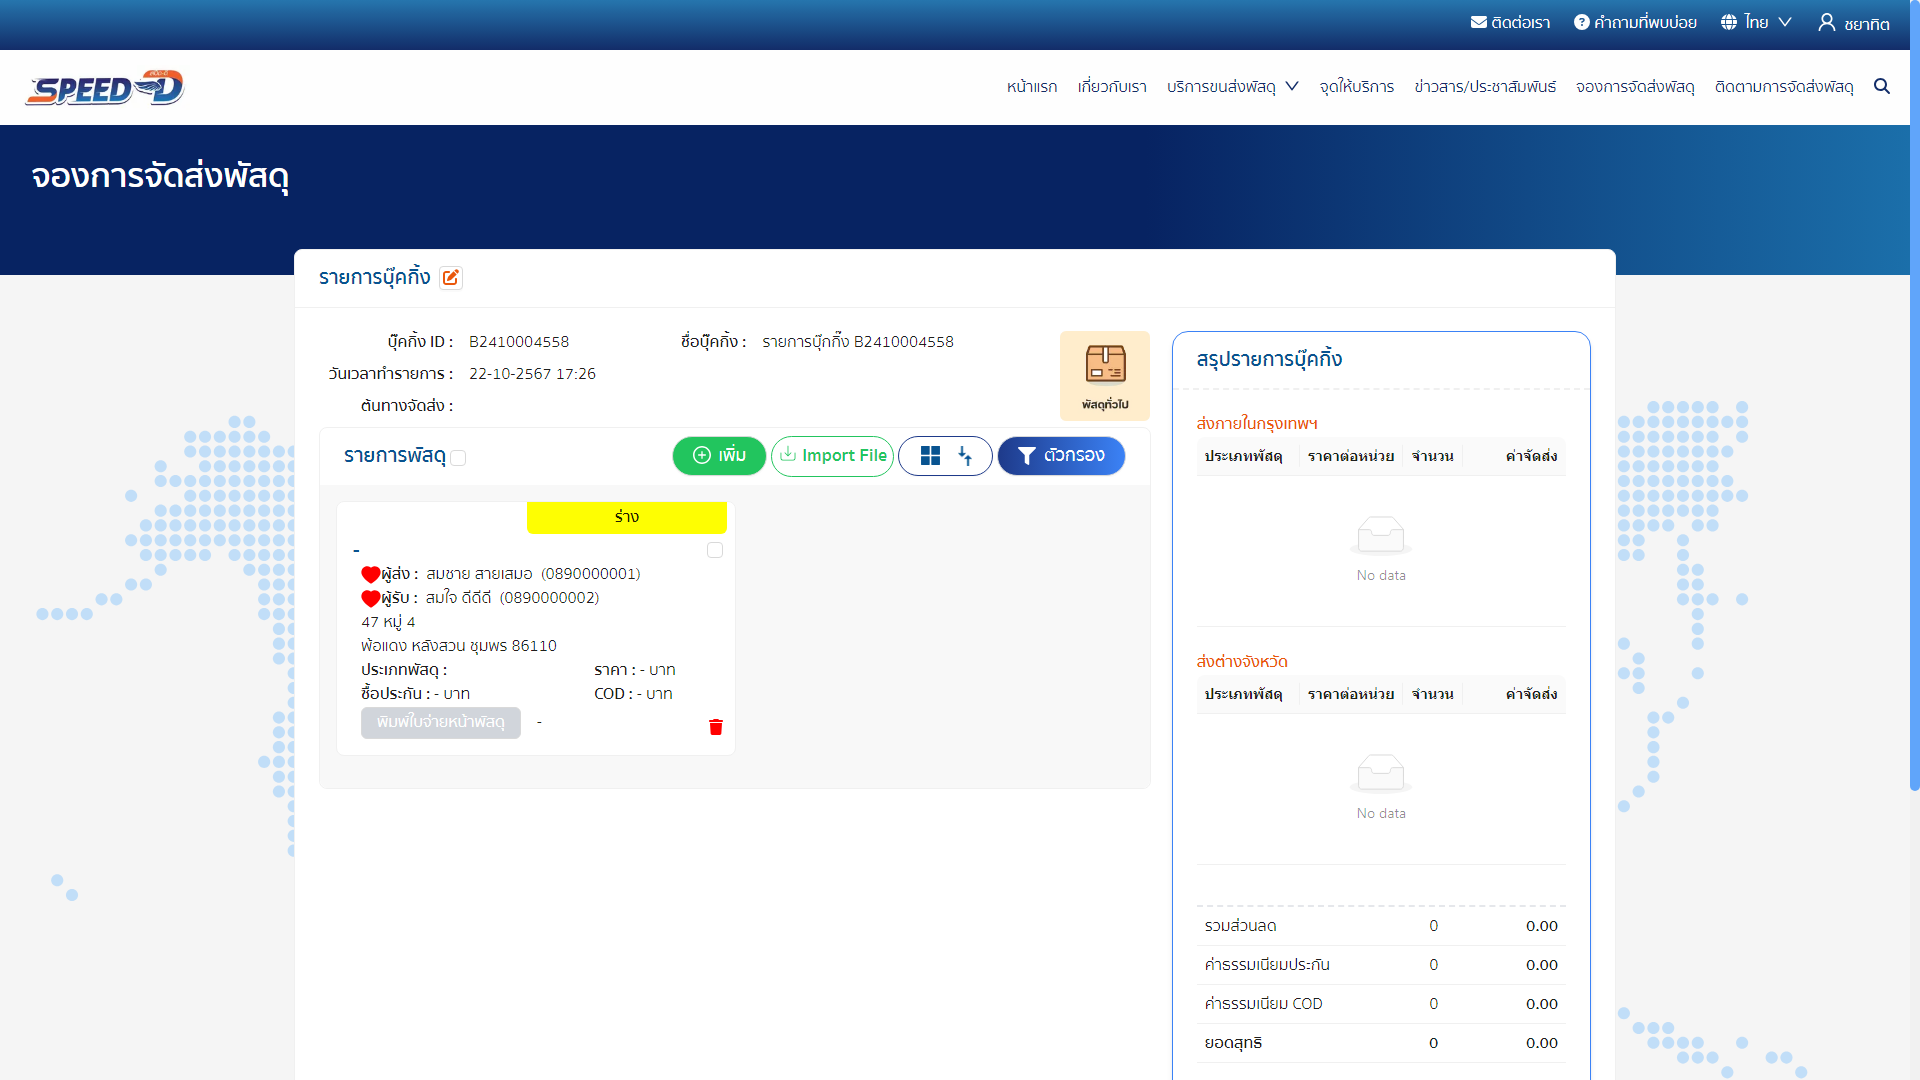 ติดต่อเรา คำถามที่พบบ่อย ไทย ชยาทิต
SPEED-D
หน้าแรก เกี่ยวกับเรา บริการขนส่งพัสดุ จุดให้บริการ ข่าวสาร/ประชาสัมพันธ์ จองการจัดส่งพัสดุ ติดตามการจัดส่งพัสดุ
จองการจัดส่งพัสดุ
รายการบุ๊คกิ้ง
บุ๊คกิ้ง ID : B2410004558 ชื่อบุ๊คกิ้ง : รายการบุ๊กกิ๊ง B2410004558
วันเวลาทำรายการ : 22-10-2567 17:26
ต้นทางจัดส่ง :
พัสดุทั่วไป
รายการพัสดุ เพิ่ม Import File ตัวกรอง
ร่าง
-
ผู้ส่ง : สมชาย สายเสมอ (0890000001)
ผู้รับ : สมใจ ดีดีดี (0890000002)
47 หมู่ 4
พ้อแดง หลังสวน ชุมพร 86110
ประเภทพัสดุ : ราคา : - บาท
ซื้อประกัน : - บาท COD : - บาท
พิมพ์ใบจ่ายหน้าพัสดุ -
สรุปรายการบุ๊คกิ้ง
ส่งภายในกรุงเทพฯ
ประเภทพัสดุ ราคาต่อหน่วย จำนวน ค่าจัดส่ง
No data
ส่งต่างจังหวัด
ประเภทพัสดุ ราคาต่อหน่วย จำนวน ค่าจัดส่ง
No data
รวมส่วนลด 0 0.00
ค่าธรรมเนียมประกัน 0 0.00
ค่าธรรมเนียม COD 0 0.00
ยอดสุทธิ 0 0.00